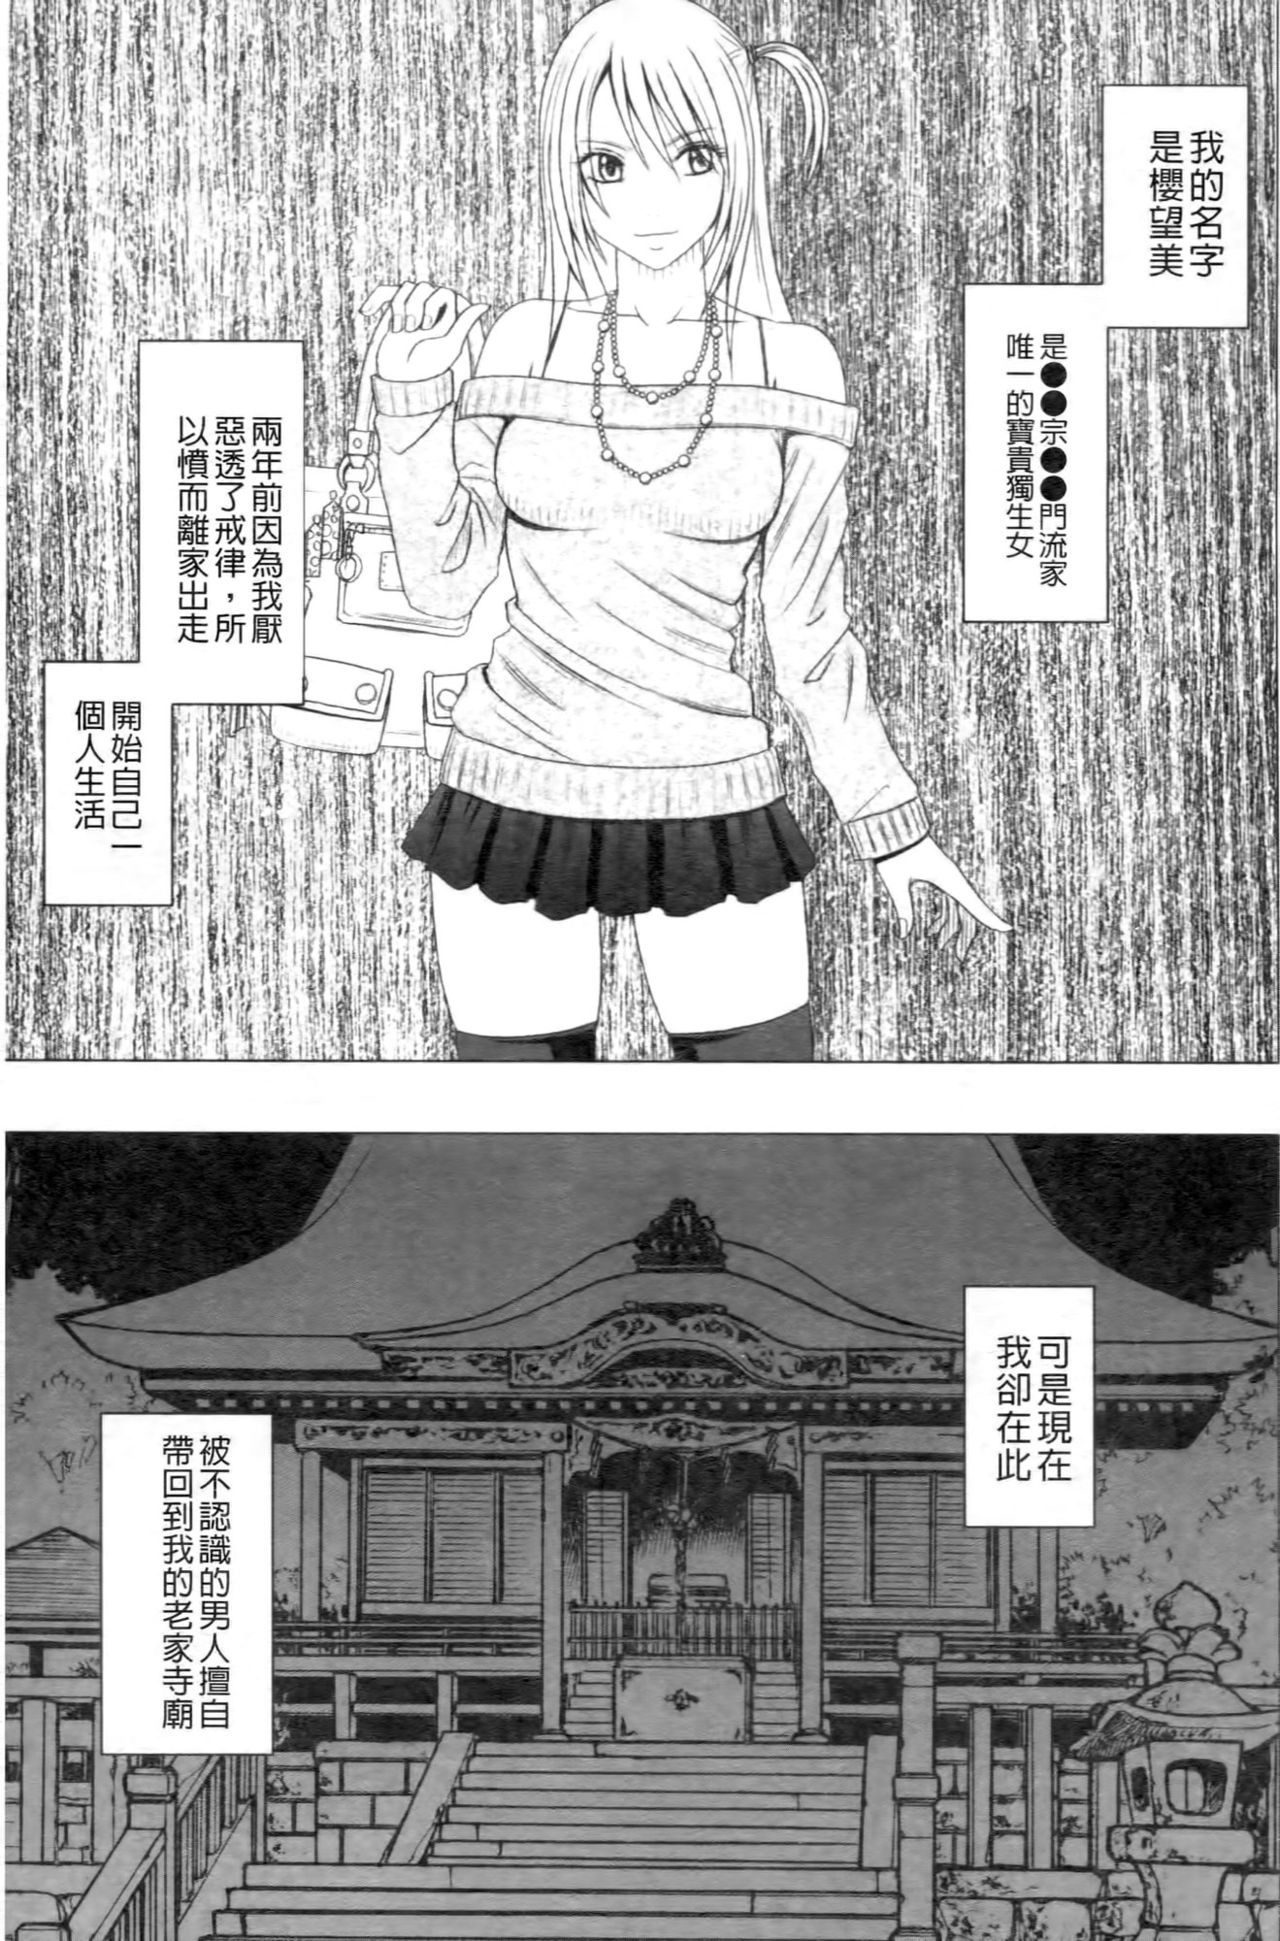 我的名字
是櫻望美
是●●宗●●門流家
唯一的寶貴獨生女
兩年前因為我厭
惡透了戒律，所
以憤而離家出走
開始自己一
個人生活
可是現在
我卻在此
被不認識的男人擅自
帶回到我的老家寺廟